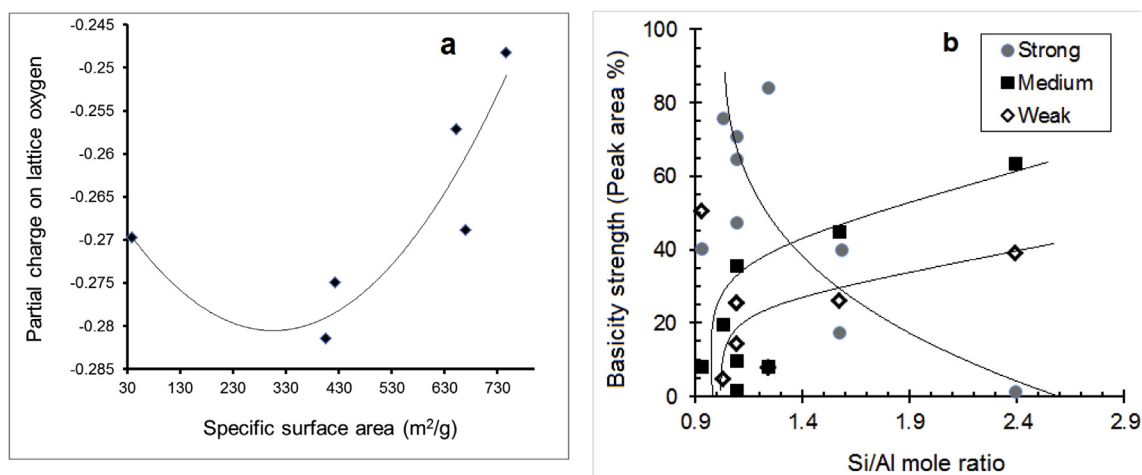 a
-0.245
-0.25
-0.255
-0.26
-0.265
-0.27
-0.275
-0.28
-0.285
Partial charge on lattice oxygen
30 130 230 330 430 530 630 730
Specific surface area (m²/g)
b
Strong
Medium
Weak
100
80
60
40
20
0
Basicity strength (Peak area %)
0.9 1.4 1.9 2.4 2.9
Si/Al mole ratio